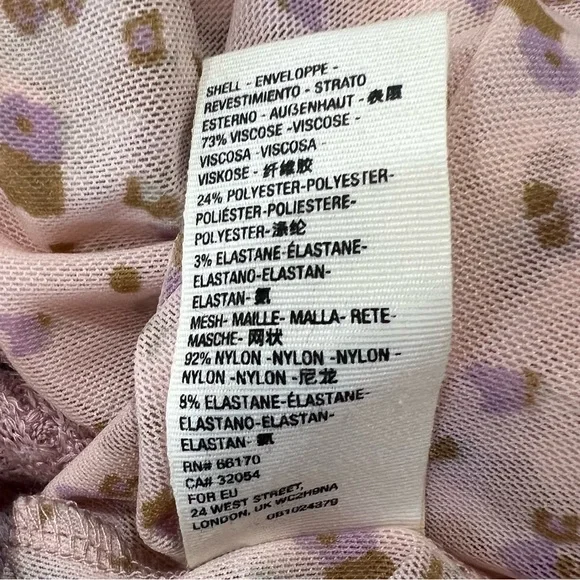 SHELL - ENVELOPPE -
REVESTIMIENTO - STRATO
ESTERNO - AUßENHAUT - 表层
73% VISCOSE -VISCOSE -
VISCOSA -VISCOSA -
VISKOSE - 纤维胶
24% POLYESTER-POLYESTER-
POLIÉSTER-POLIESTERE-
POLYESTER- 涤纶
3% ELASTANE-ÉLASTANE-
ELASTANO-ELASTAN-
ELASTAN- 氨
MESH- MAILLE- MALLA- RETE-
MASCHE- 网状
92% NYLON -NYLON -NYLON -
NYLON -NYLON -尼龙
8% ELASTANE-ÉLASTANE-
ELASTANO-ELASTAN-
ELASTAN- 氨
RN# 66170
CA# 32054
FOR EU
24 WEST STREET,
LONDON, UK WC2H9NA
OB1024379